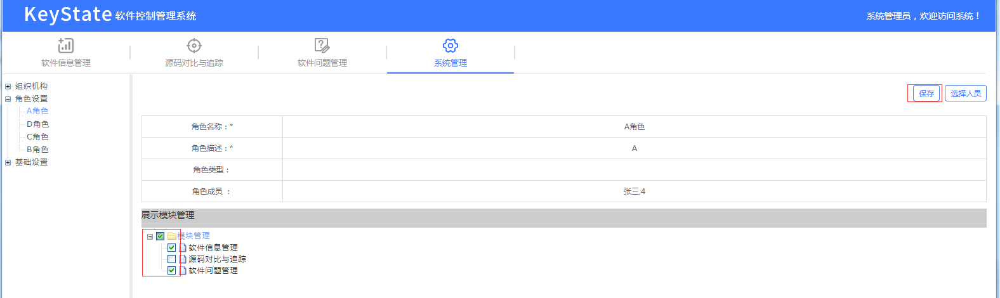 KeyState 软件控制管理系统
系统管理员，欢迎访问系统！
软件信息管理
源码对比与追踪
软件问题管理
系统管理
组织机构
角色设置
A角色
D角色
C角色
B角色
基础设置
保存
选择人员
角色名称：*
A角色
角色描述：*
A
角色类型：
角色成员 ：
张三,4
展示模块管理
模块管理
软件信息管理
源码对比与追踪
软件问题管理